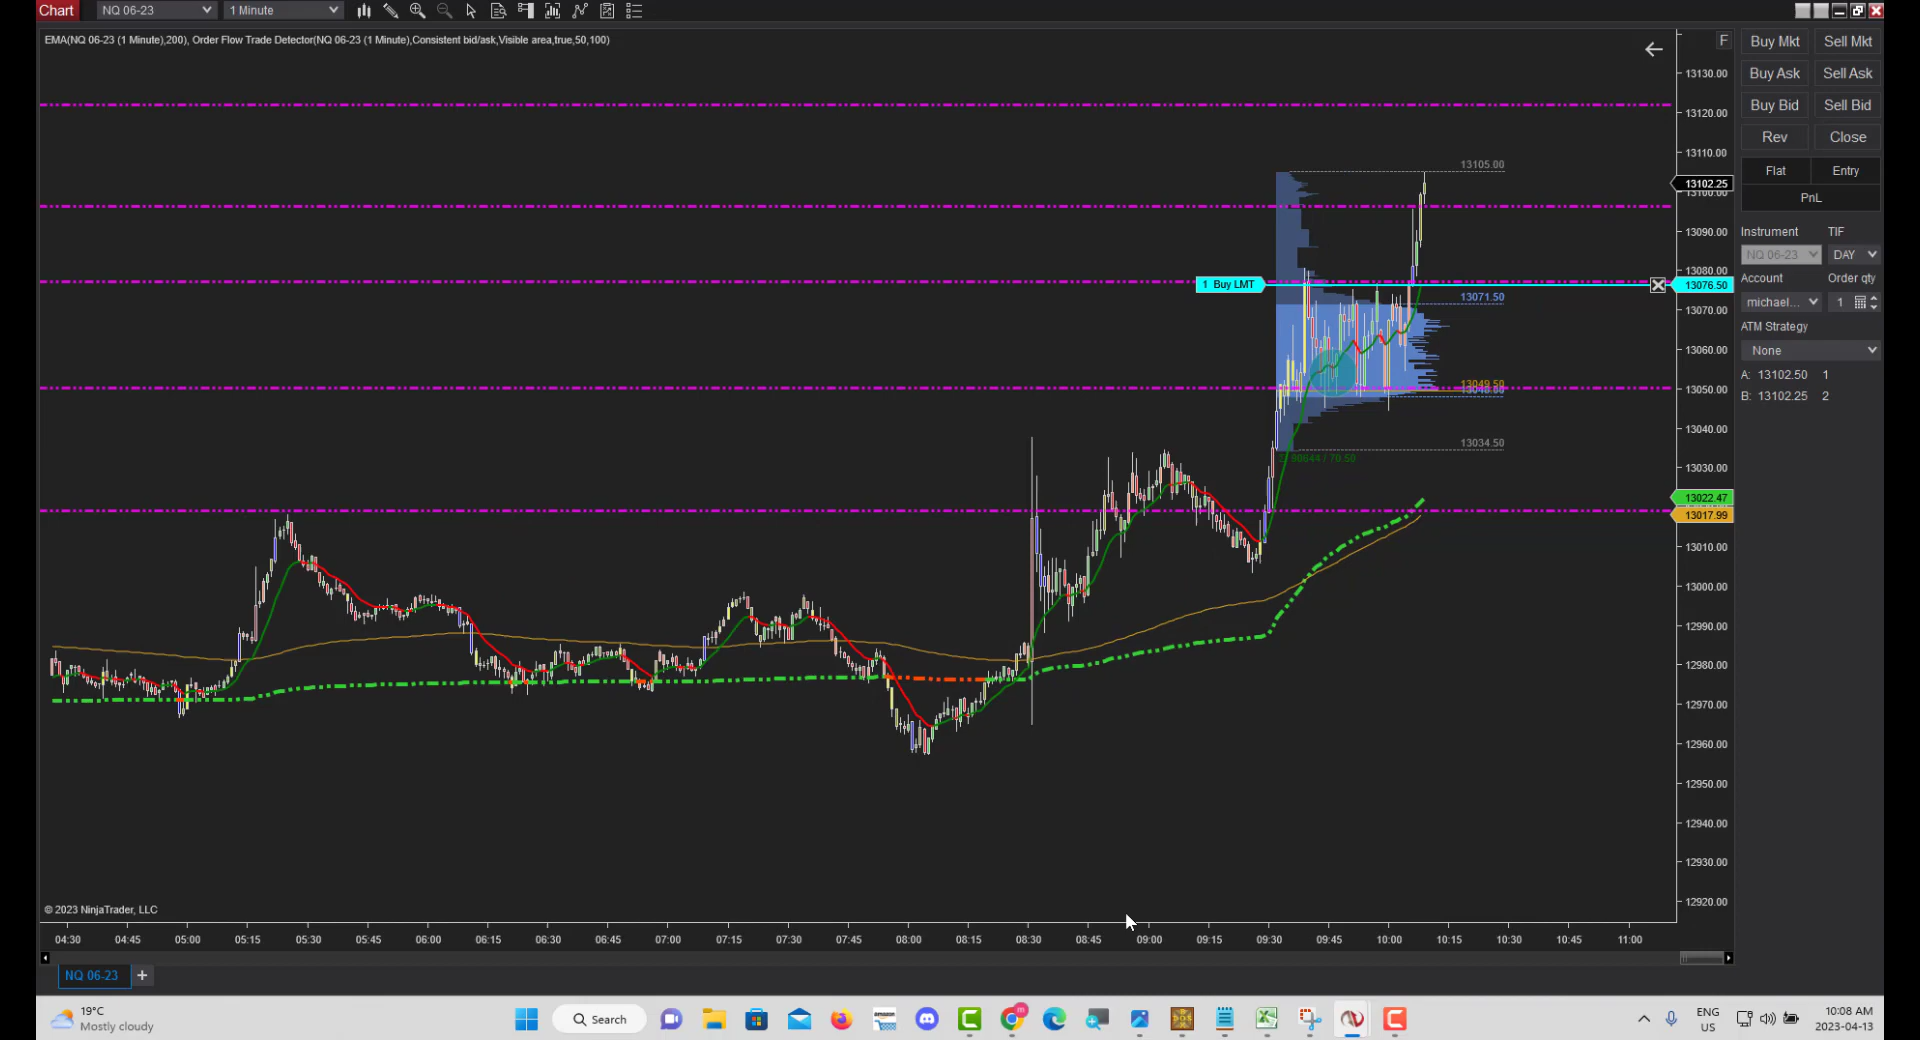 Chart NQ 06-23 1 Minute
EMA(NQ 06-23 (1 Minute),200), Order Flow Trade Detector(NQ 06-23 (1 Minute),Consistent bid/ask,Visible area,true,50,100)
F
13130.00
13120.00
13110.00
13102.25
13100.00
13090.00
13080.00
13076.50
13070.00
13060.00
13050.00
13040.00
13030.00
13022.47
13017.99
13010.00
13000.00
12990.00
12980.00
12970.00
12960.00
12950.00
12940.00
12930.00
12920.00
13105.00
1 Buy LMT
13071.50
13049.50
13034.50
© 2023 NinjaTrader, LLC
04:30 04:45 05:00 05:15 05:30 05:45 06:00 06:15 06:30 06:45 07:00 07:15 07:30 07:45 08:00 08:15 08:30 08:45 09:00 09:15 09:30 09:45 10:00 10:15 10:30 10:45 11:00
NQ 06-23 +
Buy Mkt Sell Mkt
Buy Ask Sell Ask
Buy Bid Sell Bid
Rev Close
Flat Entry
PnL
Instrument TIF
NQ 06-23 DAY
Account Order qty
michael... 1
ATM Strategy
None
A: 13102.50 1
B: 13102.25 2
19°C
Mostly cloudy
Search
amazon
DOS
ENG
US
10:08 AM
2023-04-13